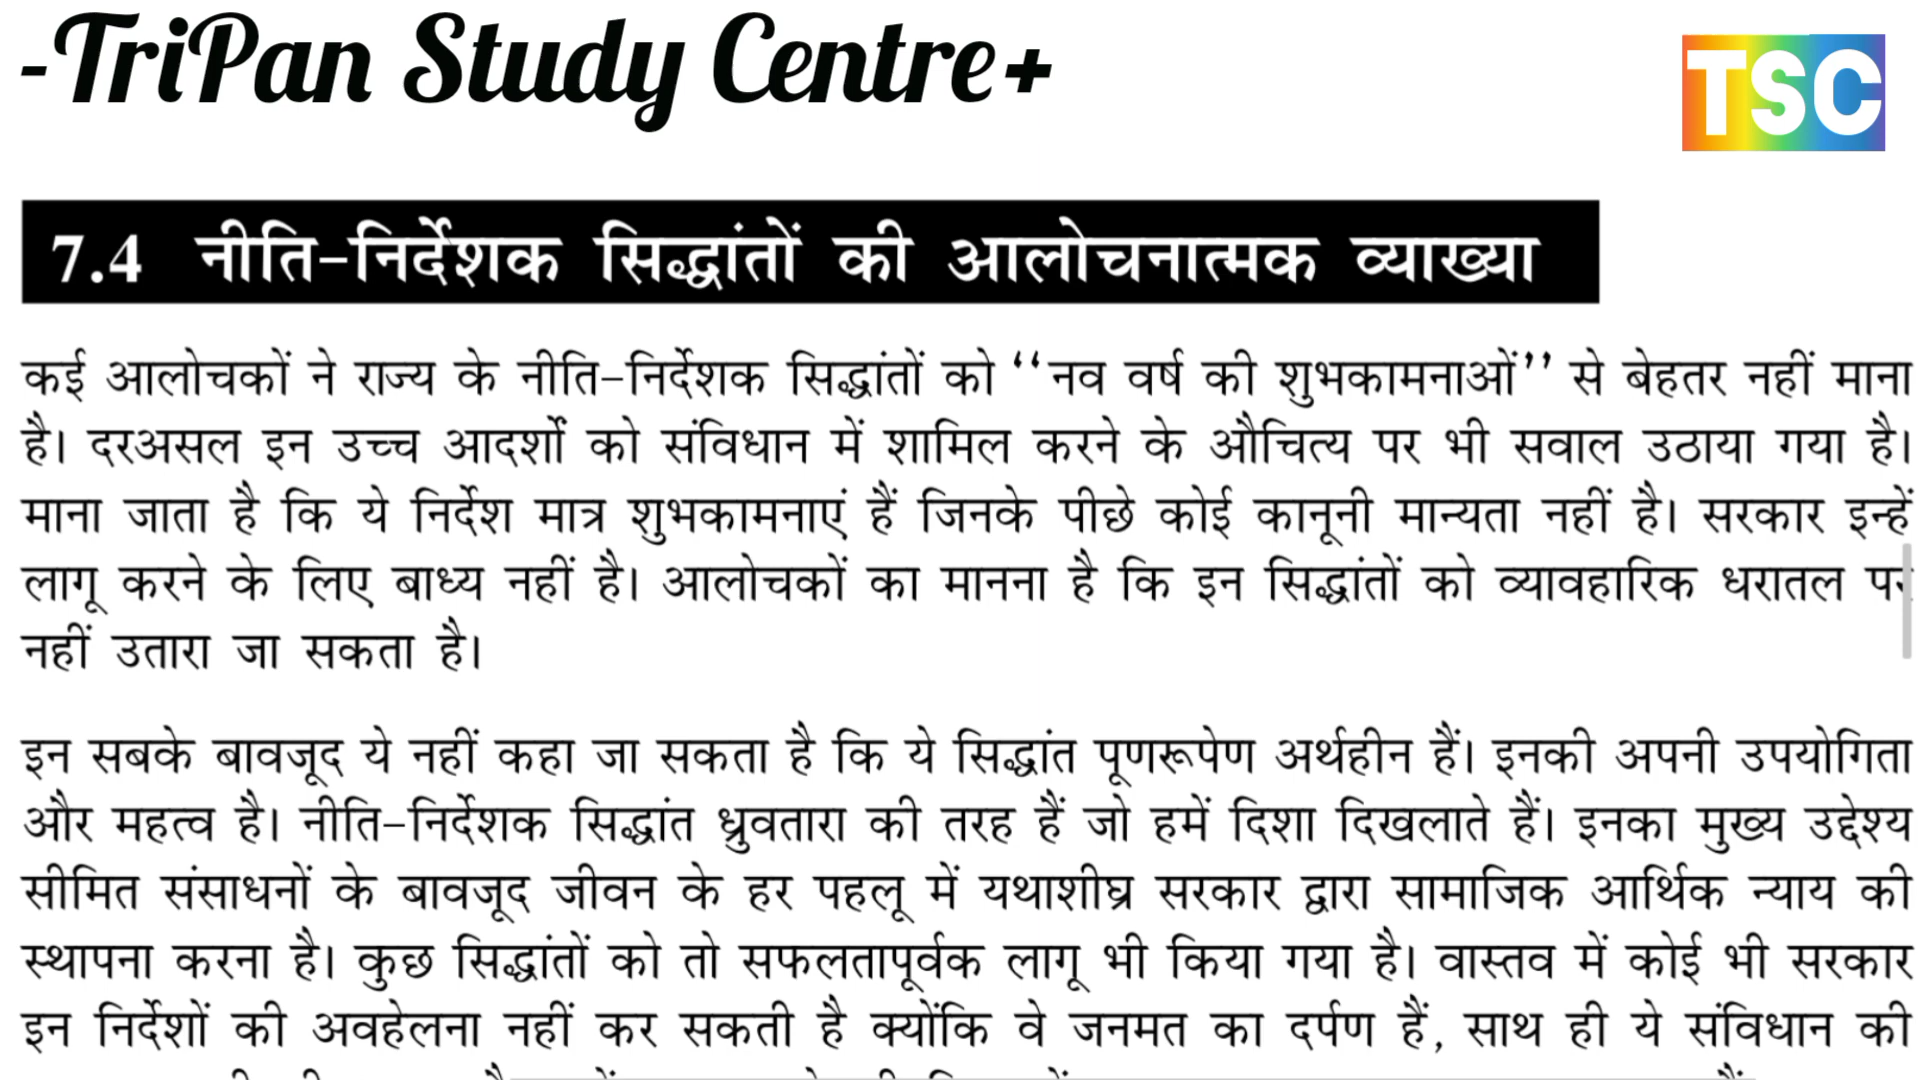 -TriPan Study Centre+
TSC
7.4 नीति-निर्देशक सिद्धांतों की आलोचनात्मक व्याख्या
कई आलोचकों ने राज्य के नीति-निर्देशक सिद्धांतों को ‘‘नव वर्ष की शुभकामनाओं’’ से बेहतर नहीं माना
है। दरअसल इन उच्च आदर्शों को संविधान में शामिल करने के औचित्य पर भी सवाल उठाया गया है।
माना जाता है कि ये निर्देश मात्र शुभकामनाएं हैं जिनके पीछे कोई कानूनी मान्यता नहीं है। सरकार इन्हें
लागू करने के लिए बाध्य नहीं है। आलोचकों का मानना है कि इन सिद्धांतों को व्यावहारिक धरातल पर
नहीं उतारा जा सकता है।
इन सबके बावजूद ये नहीं कहा जा सकता है कि ये सिद्धांत पूणरूपेण अर्थहीन हैं। इनकी अपनी उपयोगिता
और महत्व है। नीति-निर्देशक सिद्धांत ध्रुवतारा की तरह हैं जो हमें दिशा दिखलाते हैं। इनका मुख्य उद्देश्य
सीमित संसाधनों के बावजूद जीवन के हर पहलू में यथाशीघ्र सरकार द्वारा सामाजिक आर्थिक न्याय की
स्थापना करना है। कुछ सिद्धांतों को तो सफलतापूर्वक लागू भी किया गया है। वास्तव में कोई भी सरकार
इन निर्देशों की अवहेलना नहीं कर सकती है क्योंकि वे जनमत का दर्पण हैं, साथ ही ये संविधान की